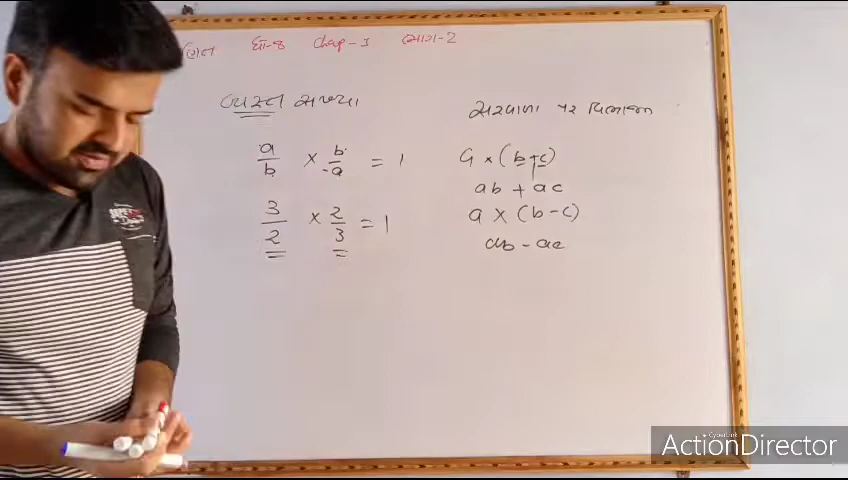 ધો-8 Chap-1 ભાગ-2
વ્યસ્ત સંખ્યા
a/b × b/a = 1
3/2 × 2/3 = 1
સરવાળા પર વિભાજન
a × (b+c)
ab + ac
a × (b-c)
ab - ac
CyberLink
ActionDirector